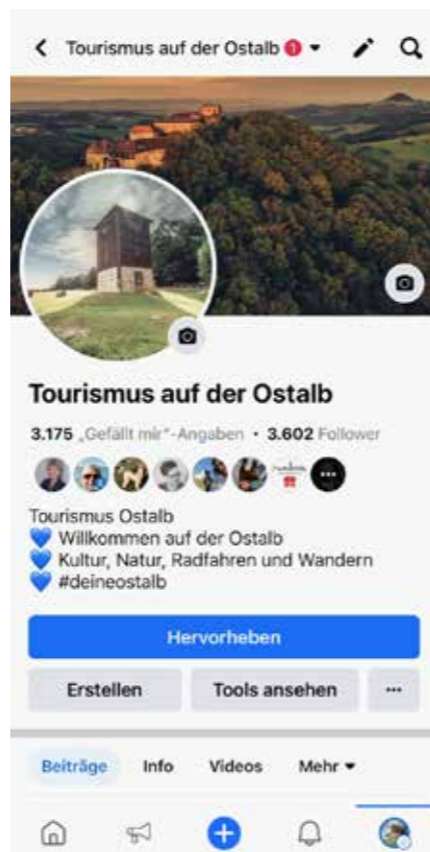 Tourismus auf der Ostalb 1
Tourismus auf der Ostalb
3.175 „Gefällt mir“-Angaben • 3.602 Follower
Tourismus Ostalb
💙 Willkommen auf der Ostalb
💙 Kultur, Natur, Radfahren und Wandern
💙 #deineostalb
Hervorheben
Erstellen Tools ansehen ...
Beiträge Info Videos Mehr